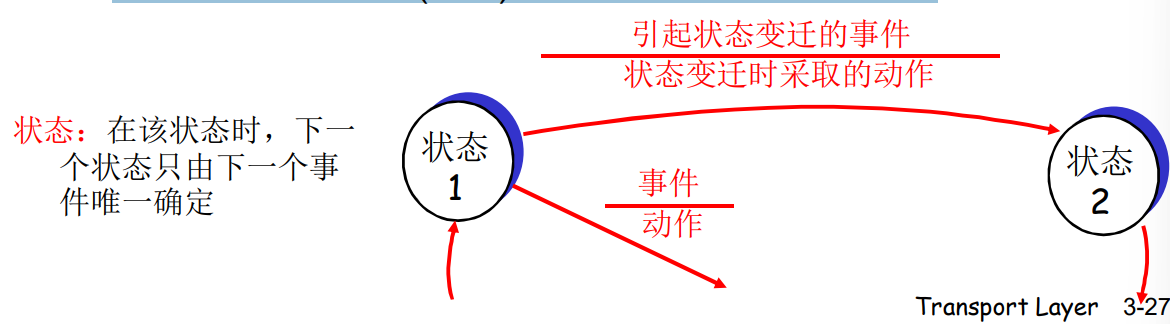 引起状态变迁的事件
状态变迁时采取的动作
状态：在该状态时，下一
个状态只由下一个事
件唯一确定
状态
1
事件
动作
状态
2
Transport Layer 3-27